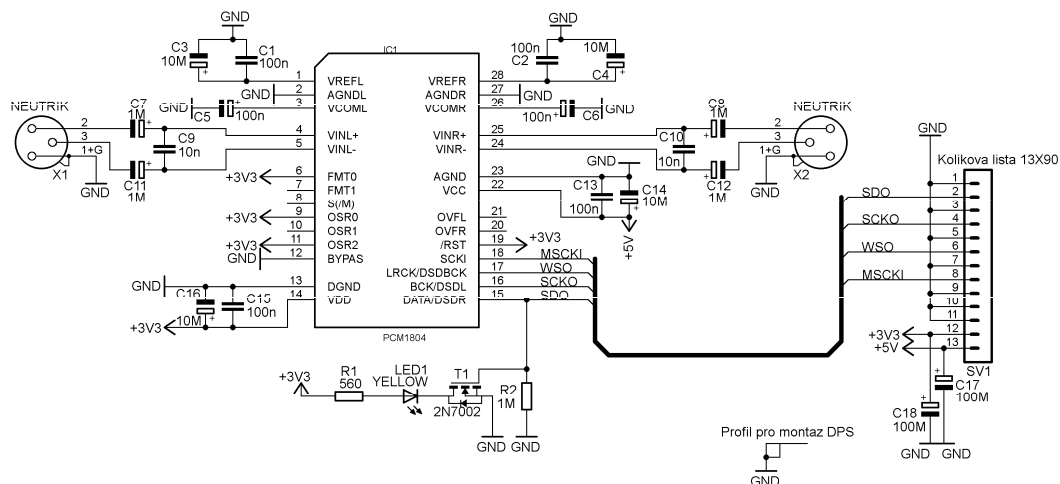 GND
GND
C3
10M
C1
100n
IC1
100n
C2
10M
C4
1
2
3
VREFL
AGNDL
VCOML
VREFR
AGNDR
VCOMR
28
27
26
GND
GND
GND
C5
100n
100n
C6
GND
NEUTRIK
X1
2
3
1+G
GND
C7
1M
C9
10n
C11
1M
4
5
VINL+
VINL-
VINR+
VINR-
25
24
C10
10n
C8
1M
C12
1M
2
3
1+G
GND
NEUTRIK
X2
+3V3
6
7
8
FMT0
FMT1
S(/M)
AGND
VCC
23
22
GND
C13
100n
C14
10M
+5V
+3V3
9
10
OSR0
OSR1
OVFL
OVFR
21
20
+3V3
11
OSR2
/RST
19
+3V3
GND
12
BYPAS
SCKI
18
MSCKI
LRCK/DSDBCK
17
WSO
GND
13
DGND
BCK/DSDL
16
SCKO
14
VDD
DATA/DSDR
15
SDO
C16
10M
C15
100n
+3V3
PCM1804
GND
Kolikova lista 13X90
SDO
SCKO
WSO
MSCKI
1
2
3
4
5
6
7
8
9
10
11
+3V3
12
+5V
13
SV1
C17
100M
C18
100M
GND
GND
+3V3
R1
560
LED1
YELLOW
T1
2N7002
R2
1M
GND
GND
Profil pro montaz DPS
GND